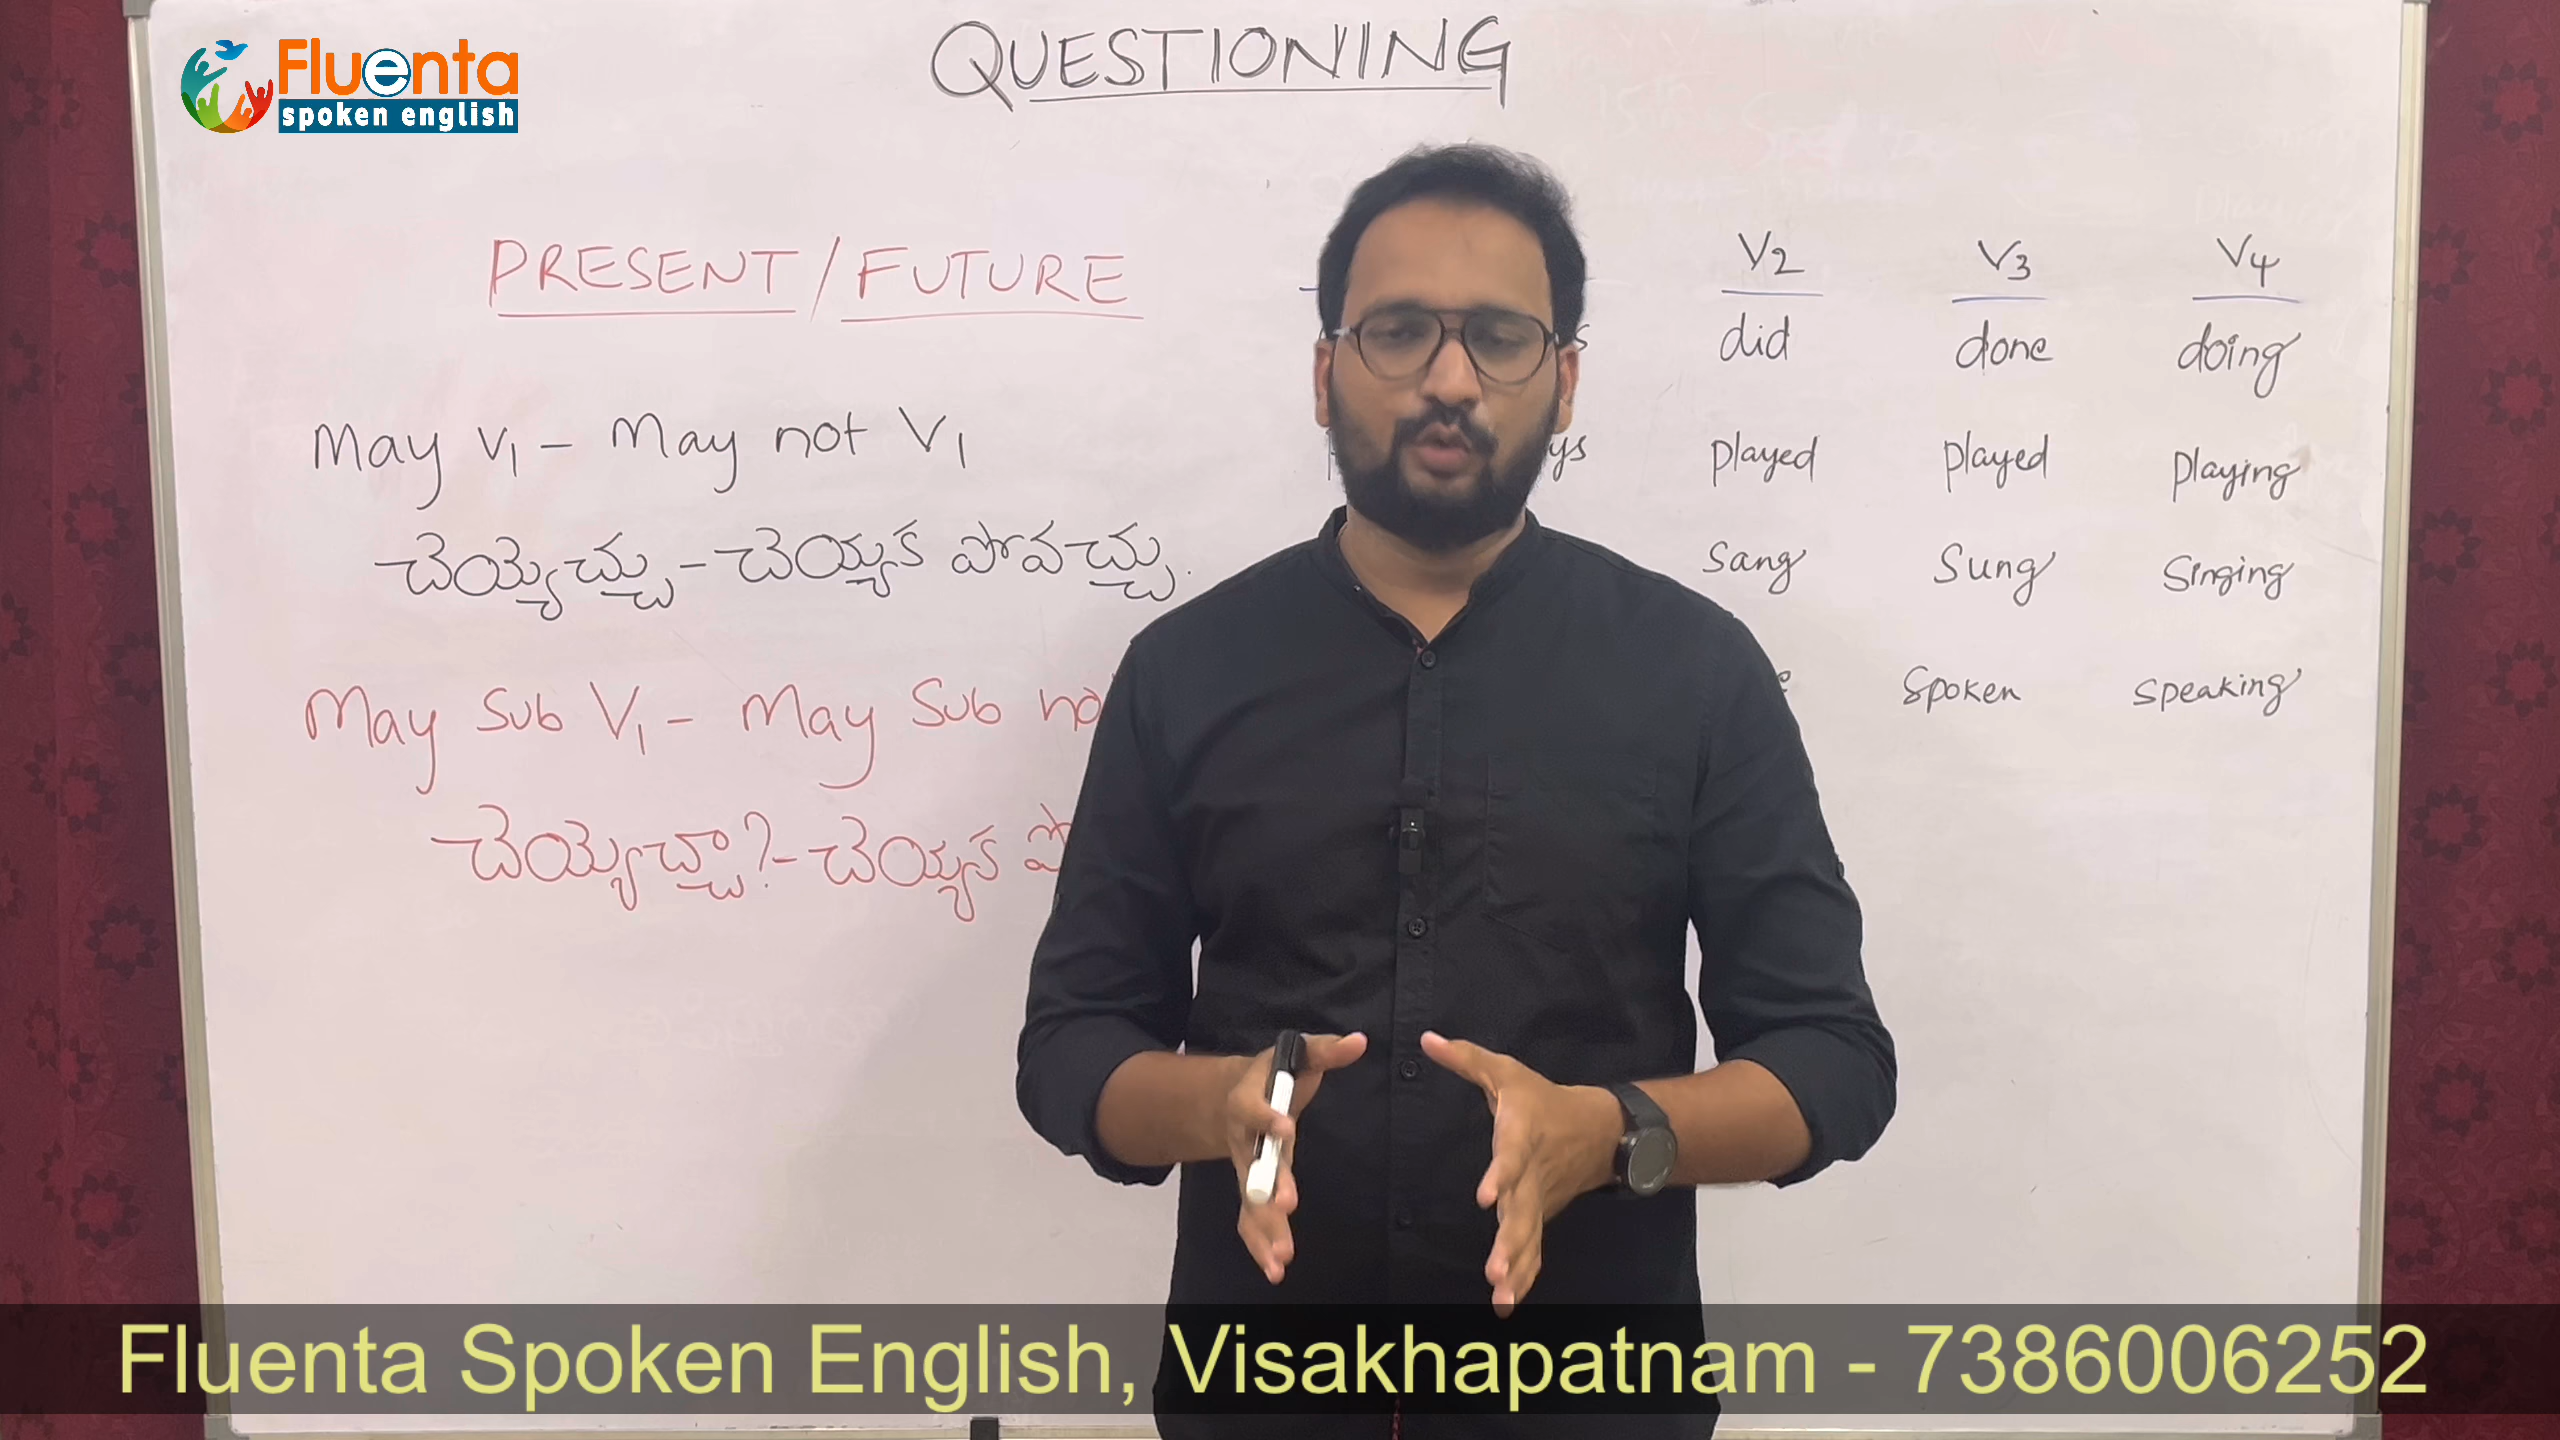 Fluenta
spoken english
QUESTIONING
PRESENT / FUTURE
May V1 - May not V1
చెయ్యొచ్చు - చెయ్యక పోవచ్చు.
May Sub V1 - May Sub
చెయ్యొచ్చా? - చెయ్యక
V2 V3 V4
did done doing
played played playing
Sang Sung Singing
Spoken speaking
Fluenta Spoken English, Visakhapatnam - 7386006252